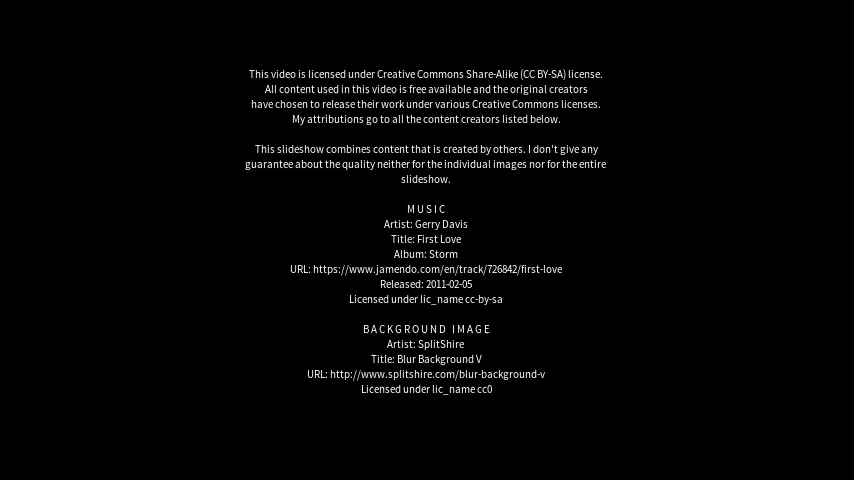 This video is licensed under Creative Commons Share-Alike (CC BY-SA) license.
All content used in this video is free available and the original creators
have chosen to release their work under various Creative Commons licenses.
My attributions go to all the content creators listed below.
This slideshow combines content that is created by others. I don't give any
guarantee about the quality neither for the individual images nor for the entire
slideshow.
MUSIC
Artist: Gerry Davis
Title: First Love
Album: Storm
URL: https://www.jamendo.com/en/track/726842/first-love
Released: 2011-02-05
Licensed under lic_name cc-by-sa
BACKGROUND IMAGE
Artist: SplitShire
Title: Blur Background V
URL: http://www.splitshire.com/blur-background-v
Licensed under lic_name cc0